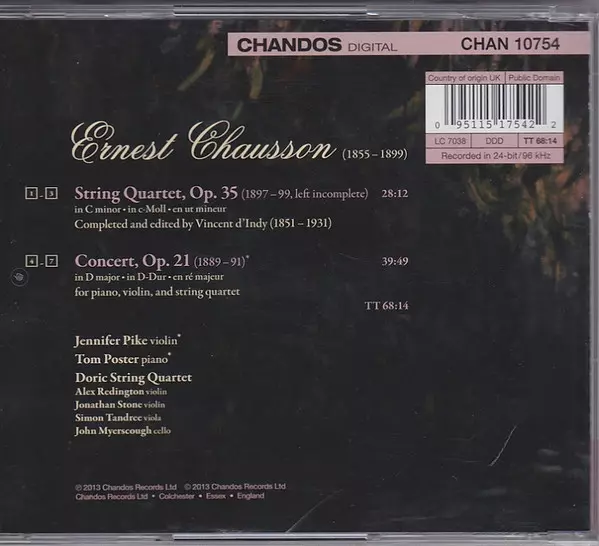 CHANDOS DIGITAL CHAN 10754
Country of origin UK Public Domain
0 95115 17542 2
LC 7038 DDD TT 68:14
Recorded in 24-bit/96 kHz
Ernest Chausson (1855 – 1899)
1 - 3 String Quartet, Op. 35 (1897 – 99, left incomplete) 28:12
in C minor • in c-Moll • en ut mineur
Completed and edited by Vincent d'Indy (1851 – 1931)
4 - 7 Concert, Op. 21 (1889 – 91)* 39:49
in D major • in D-Dur • en ré majeur
for piano, violin, and string quartet
TT 68:14
Jennifer Pike violin*
Tom Poster piano*
Doric String Quartet
Alex Redington violin
Jonathan Stone violin
Simon Tandree viola
John Myerscough cello
℗ 2013 Chandos Records Ltd © 2013 Chandos Records Ltd
Chandos Records Ltd • Colchester • Essex • England